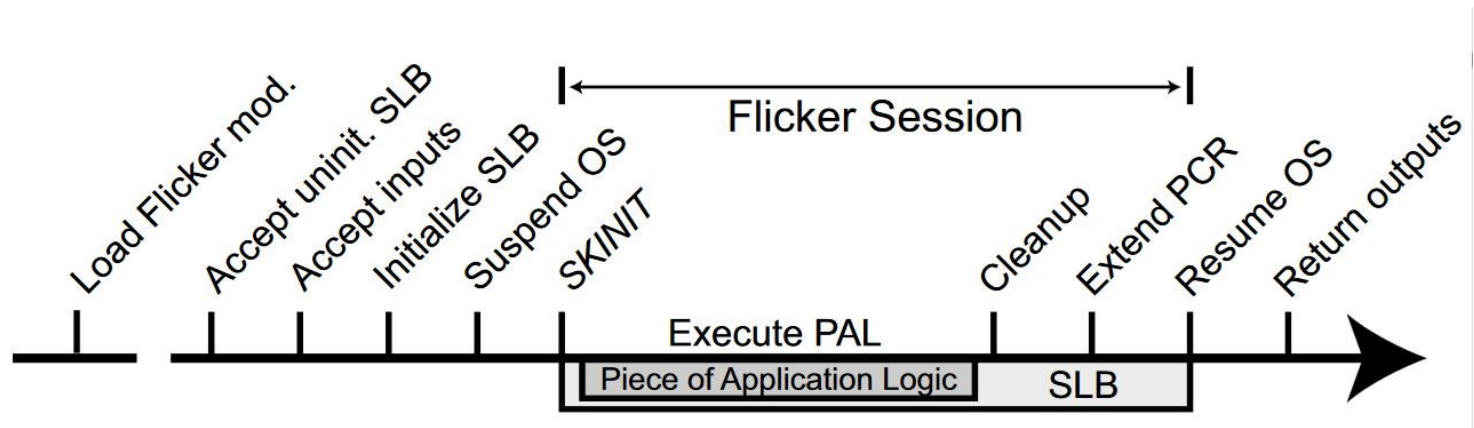 Load Flicker mod.
Accept uninit. SLB
Accept inputs
Initialize SLB
Suspend OS
SKINIT
Flicker Session
Cleanup
Extend PCR
Resume OS
Return outputs
Execute PAL
Piece of Application Logic
SLB